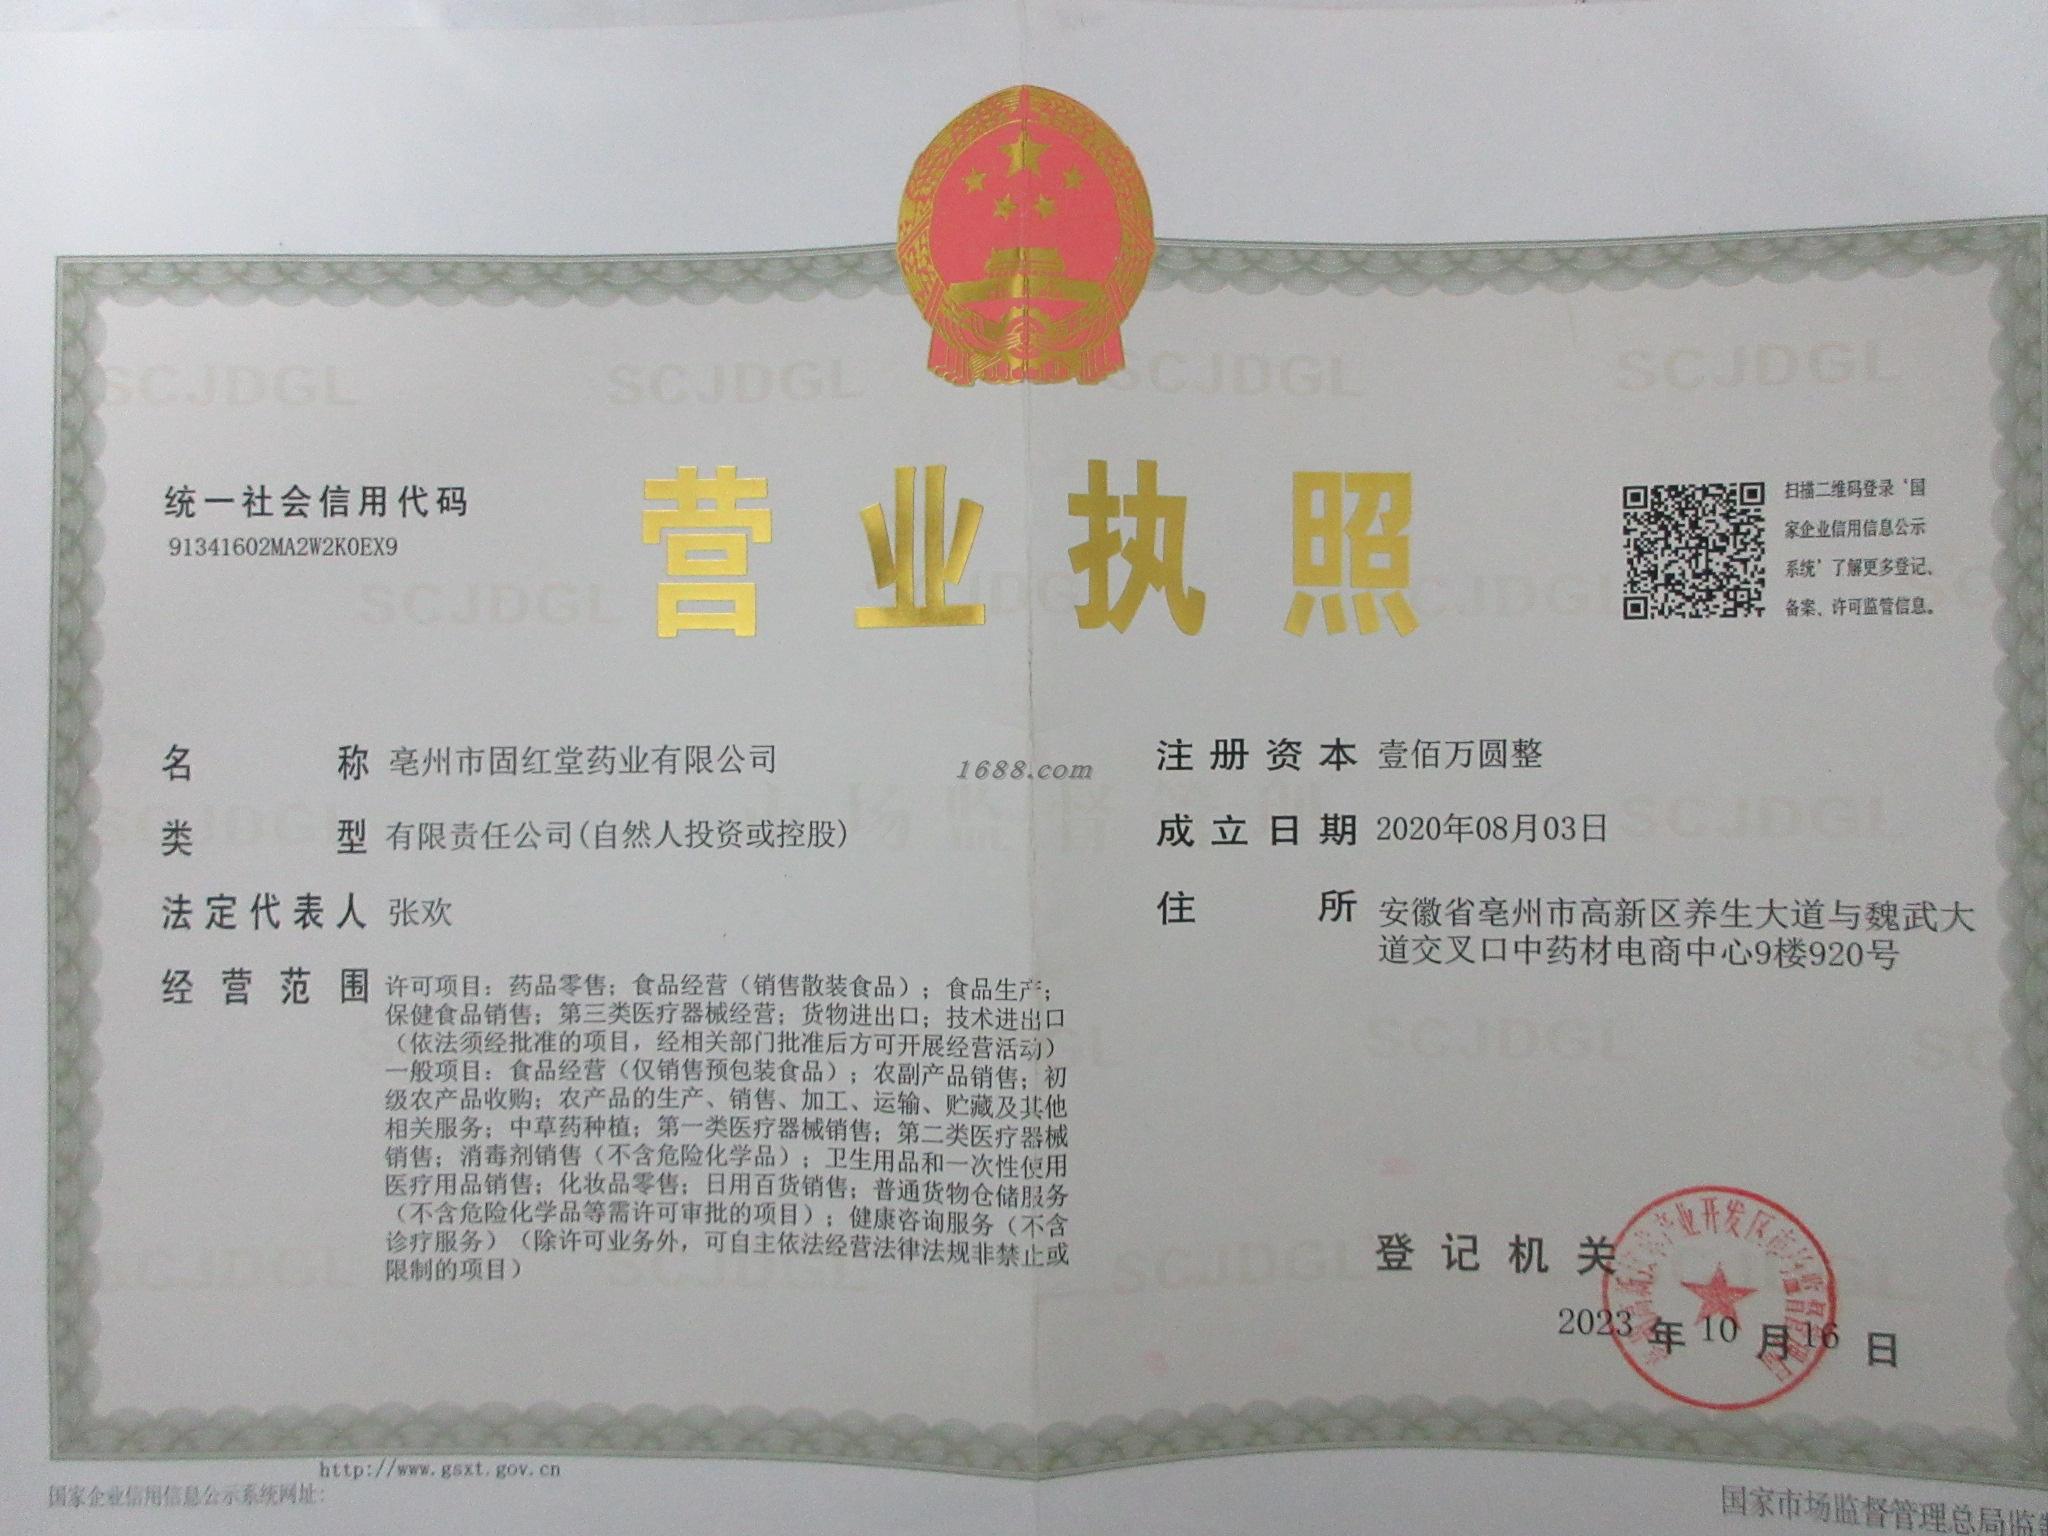 统一社会信用代码
91341602MA2W2K0EX9
营业执照
扫描二维码登录‘国
家企业信用信息公示
系统’了解更多登记、
备案、许可监管信息。
名称 亳州市固红堂药业有限公司
类型 有限责任公司(自然人投资或控股)
法定代表人 张欢
经营范围 许可项目：药品零售；食品经营（销售散装食品）；食品生产；
保健食品销售；第三类医疗器械经营；货物进出口；技术进出口
（依法须经批准的项目，经相关部门批准后方可开展经营活动）
一般项目：食品经营（仅销售预包装食品）；农副产品销售；初
级农产品收购；农产品的生产、销售、加工、运输、贮藏及其他
相关服务；中草药种植；第一类医疗器械销售；第二类医疗器械
销售；消毒剂销售（不含危险化学品）；卫生用品和一次性使用
医疗用品销售；化妆品零售；日用百货销售；普通货物仓储服务
（不含危险化学品等需许可审批的项目）；健康咨询服务（不含
诊疗服务）（除许可业务外，可自主依法经营法律法规非禁止或
限制的项目）
1688.com
注册资本 壹佰万圆整
成立日期 2020年08月03日
住所 安徽省亳州市高新区养生大道与魏武大
道交叉口中药材电商中心9楼920号
登记机关
2023年10月16日
http://www.gsxt.gov.cn
国家企业信用信息公示系统网址：
国家市场监督管理总局监制
SCJDGL